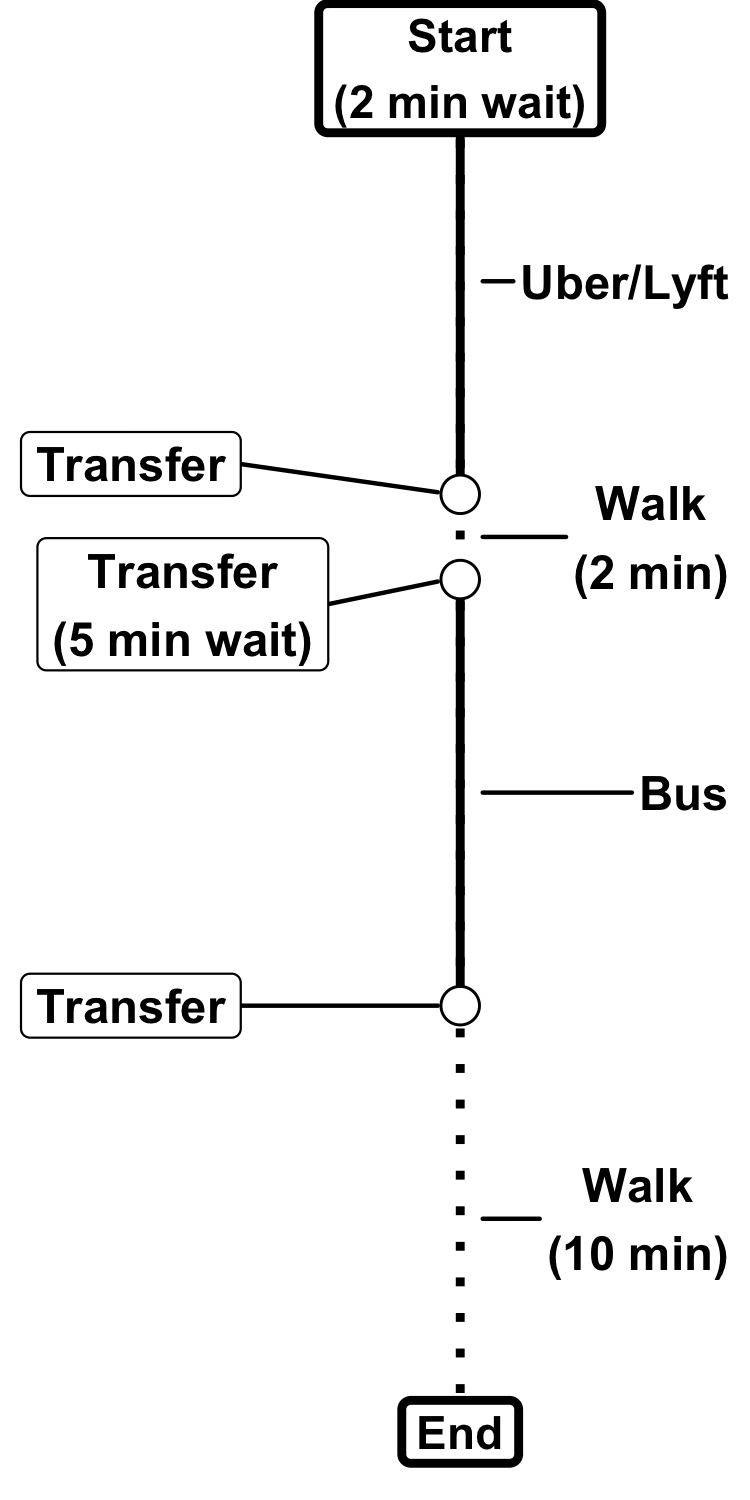 Start
(2 min wait)
Uber/Lyft
Transfer
Walk
(2 min)
Transfer
(5 min wait)
Bus
Transfer
Walk
(10 min)
End